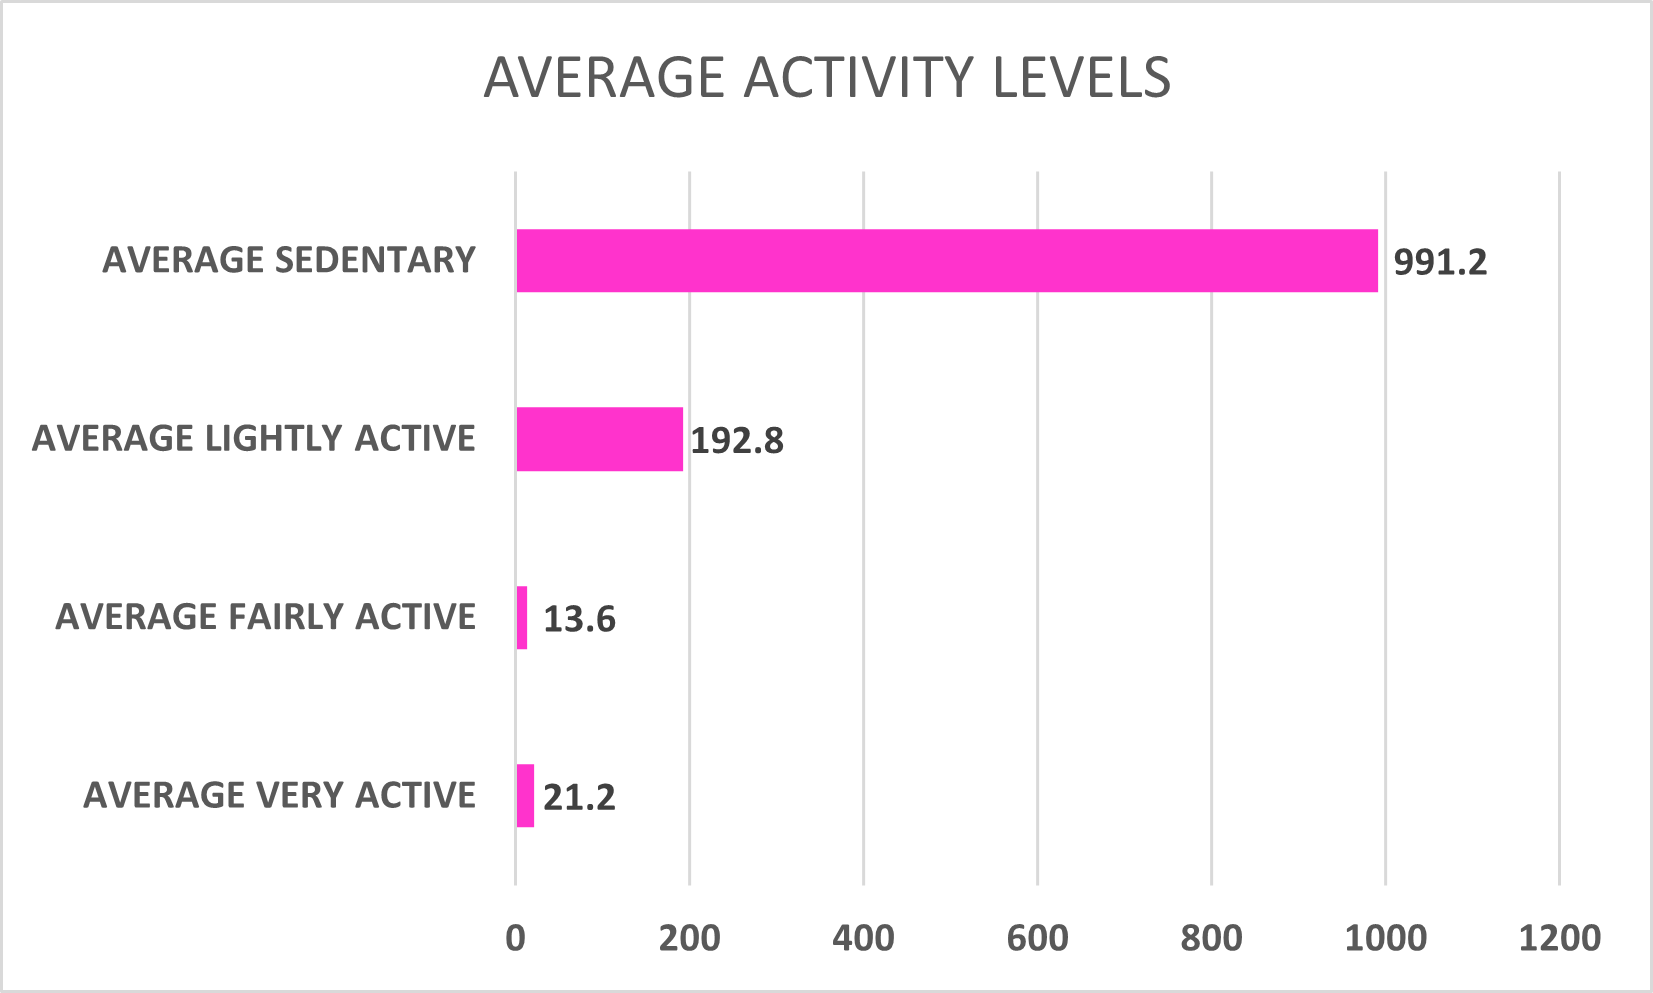 AVERAGE ACTIVITY LEVELS
AVERAGE SEDENTARY 991.2
AVERAGE LIGHTLY ACTIVE 192.8
AVERAGE FAIRLY ACTIVE 13.6
AVERAGE VERY ACTIVE 21.2
0 200 400 600 800 1000 1200